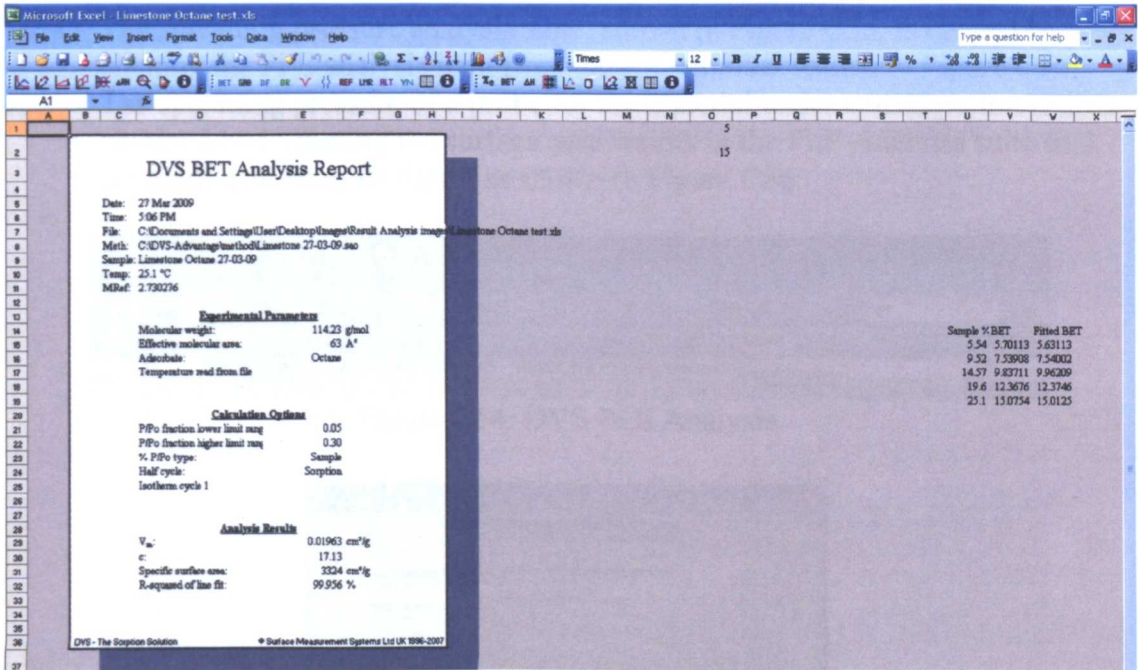 Microsoft Excel - Limestone Octane test.xls
File Edit View Insert Format Tools Data Window Help
Type a question for help
Times 12 B I U
BET
A1
A B C D E F G H I J K L M N O P Q R S T U V W X
5
15
DVS BET Analysis Report
Date: 27 Mar 2009
Time: 5:06 PM
File: C:\Documents and Settings\User\Desktop\Images\Result Analysis images\Limestone Octane test.xls
Meth: C:\DVS-Advantage\method\Limestone 27-03-09.sao
Sample: Limestone Octane 27-03-09
Temp: 25.1 °C
MRef: 2.730276
Experimental Parameters
Molecular weight: 114.23 g/mol
Effective molecular area: 63 Å²
Adsorbate: Octane
Temperature read from file
Calculation Options
P/Po fraction lower limit rang 0.05
P/Po fraction higher limit rang 0.30
% P/Po type: Sample
Half cycle: Sorption
Isotherm cycle 1
Analysis Results
Vm: 0.01963 cm³/g
c: 17.13
Specific surface area: 3324 cm²/g
R-squared of line fit: 99.956 %
DVS - The Sorption Solution © Surface Measurement Systems Ltd UK 1996-2007
Sample % BET Fitted BET
5.54 5.70113 5.63113
9.52 7.53908 7.54002
14.57 9.83711 9.96209
19.6 12.3676 12.3746
25.1 15.0754 15.0125